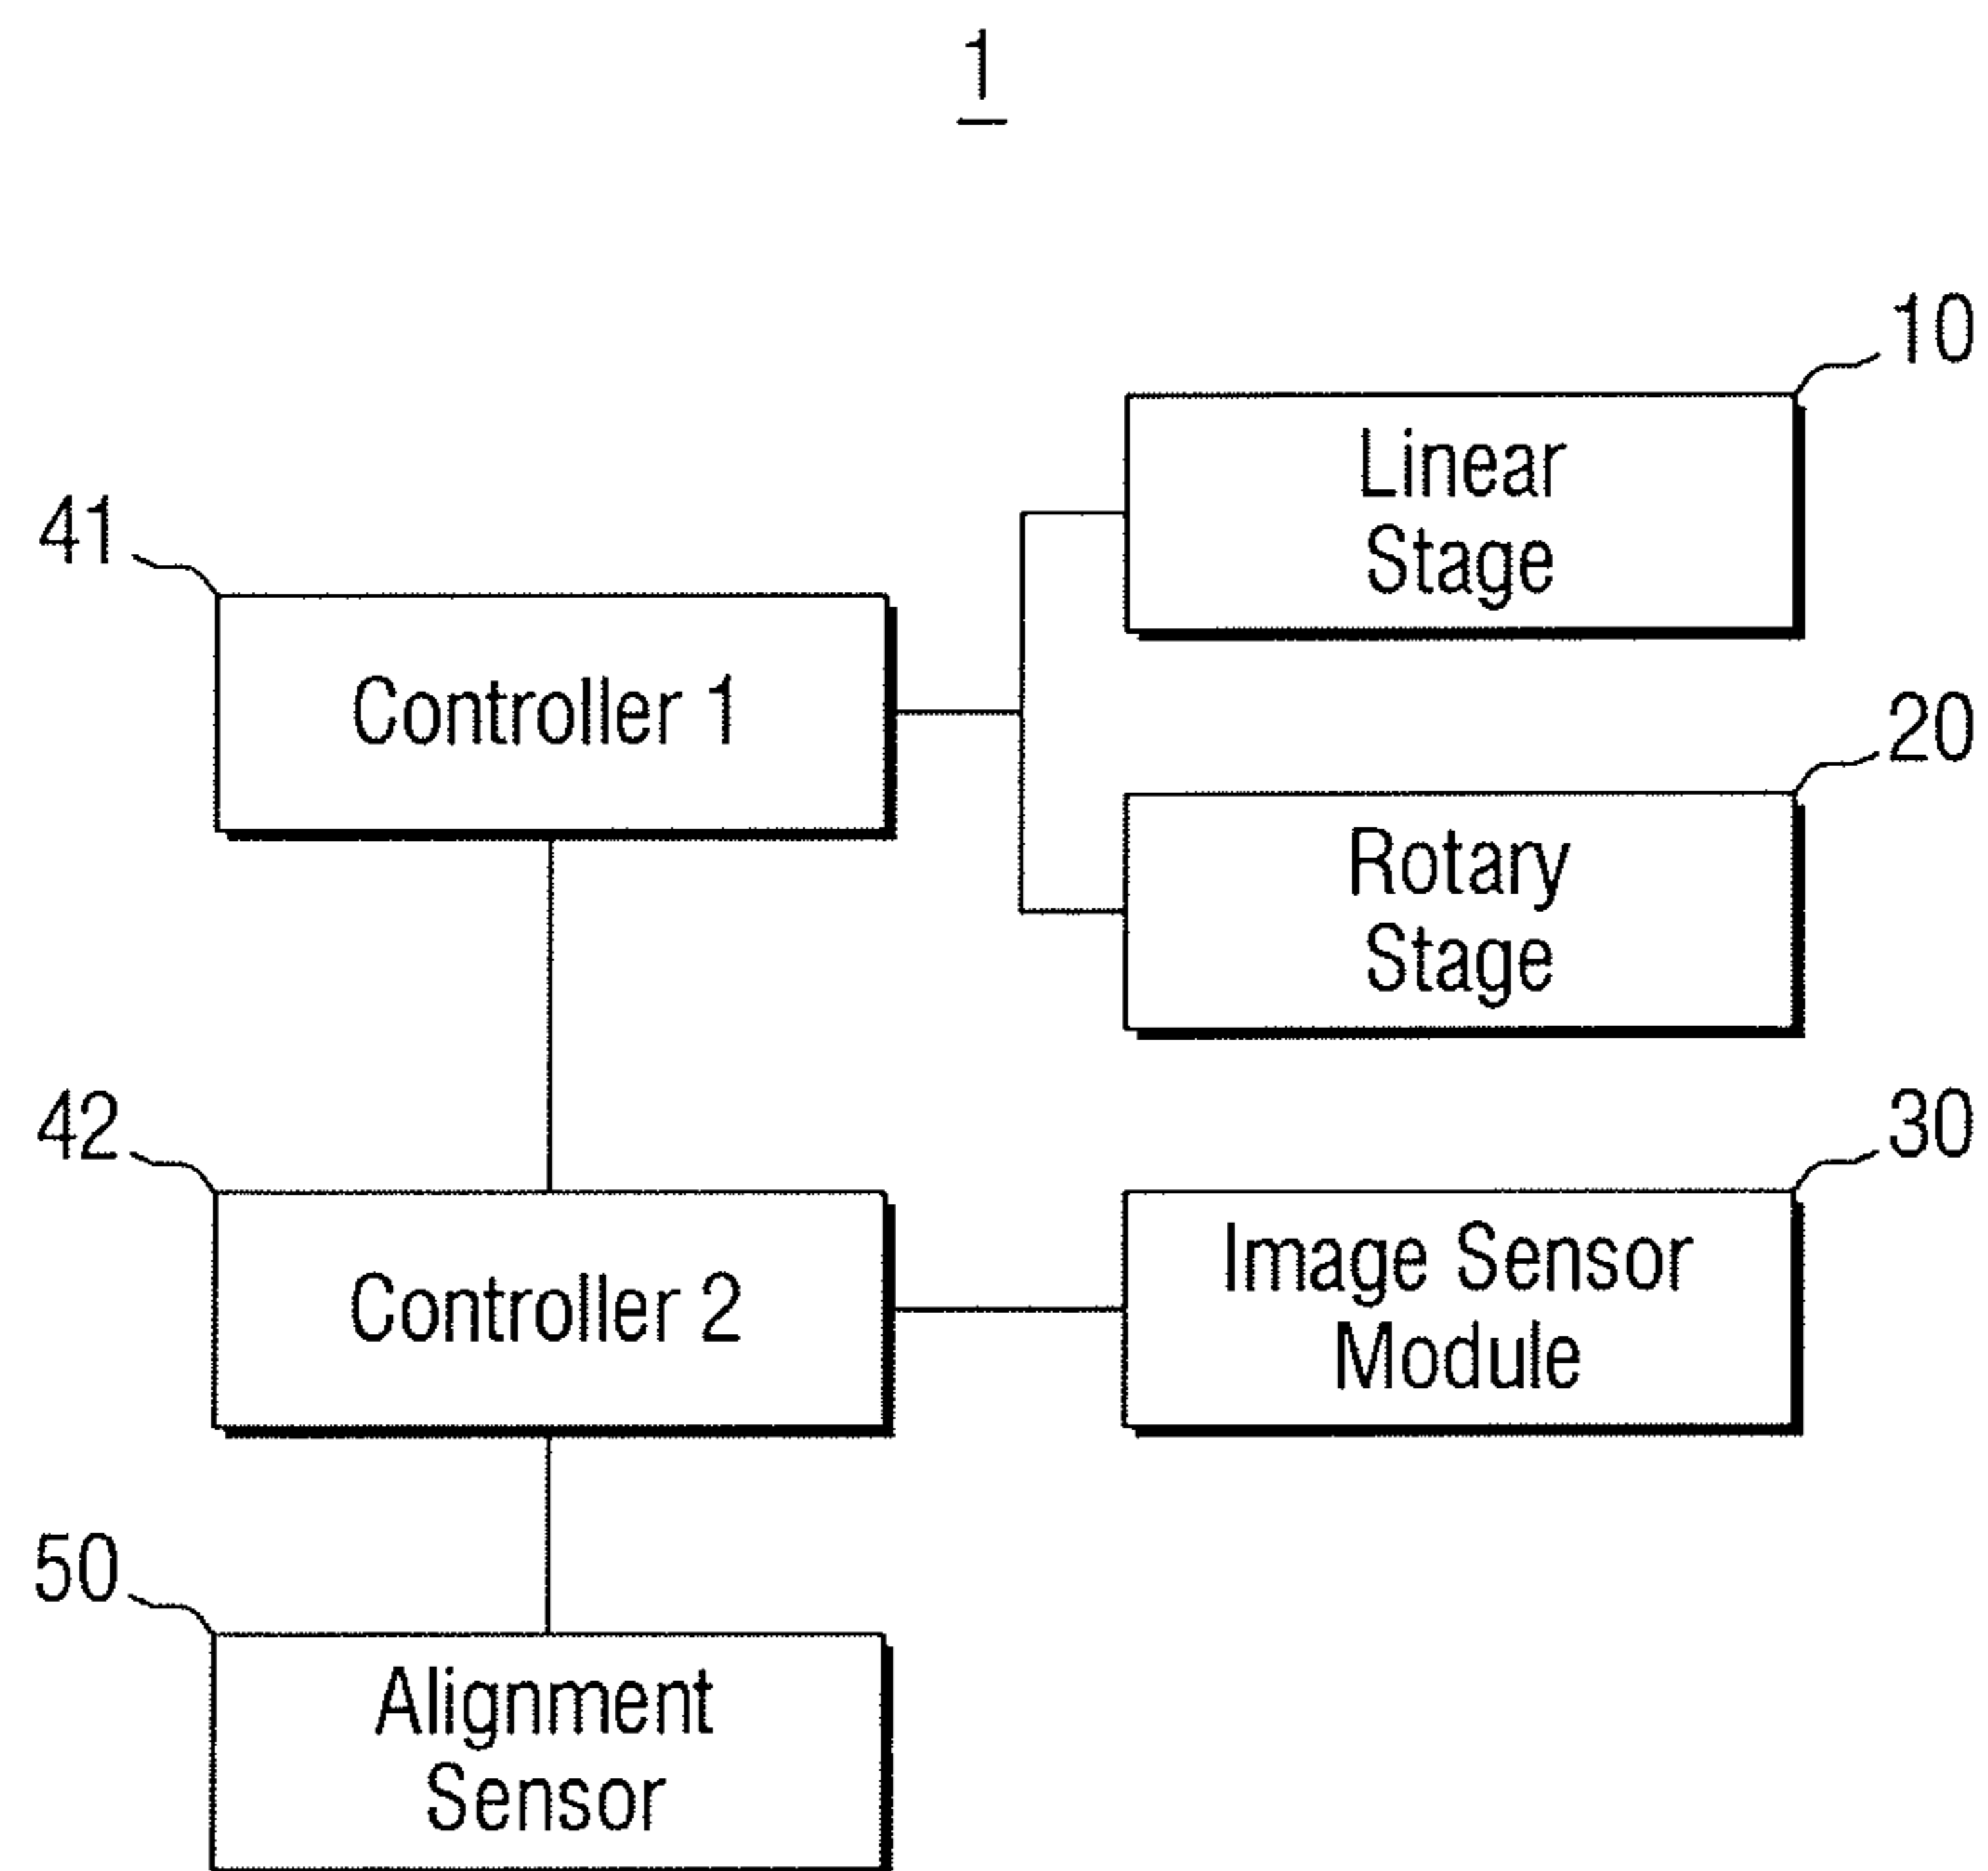 1
10
Linear
Stage
41
Controller 1
20
Rotary
Stage
42
Controller 2
30
Image Sensor
Module
50
Alignment
Sensor